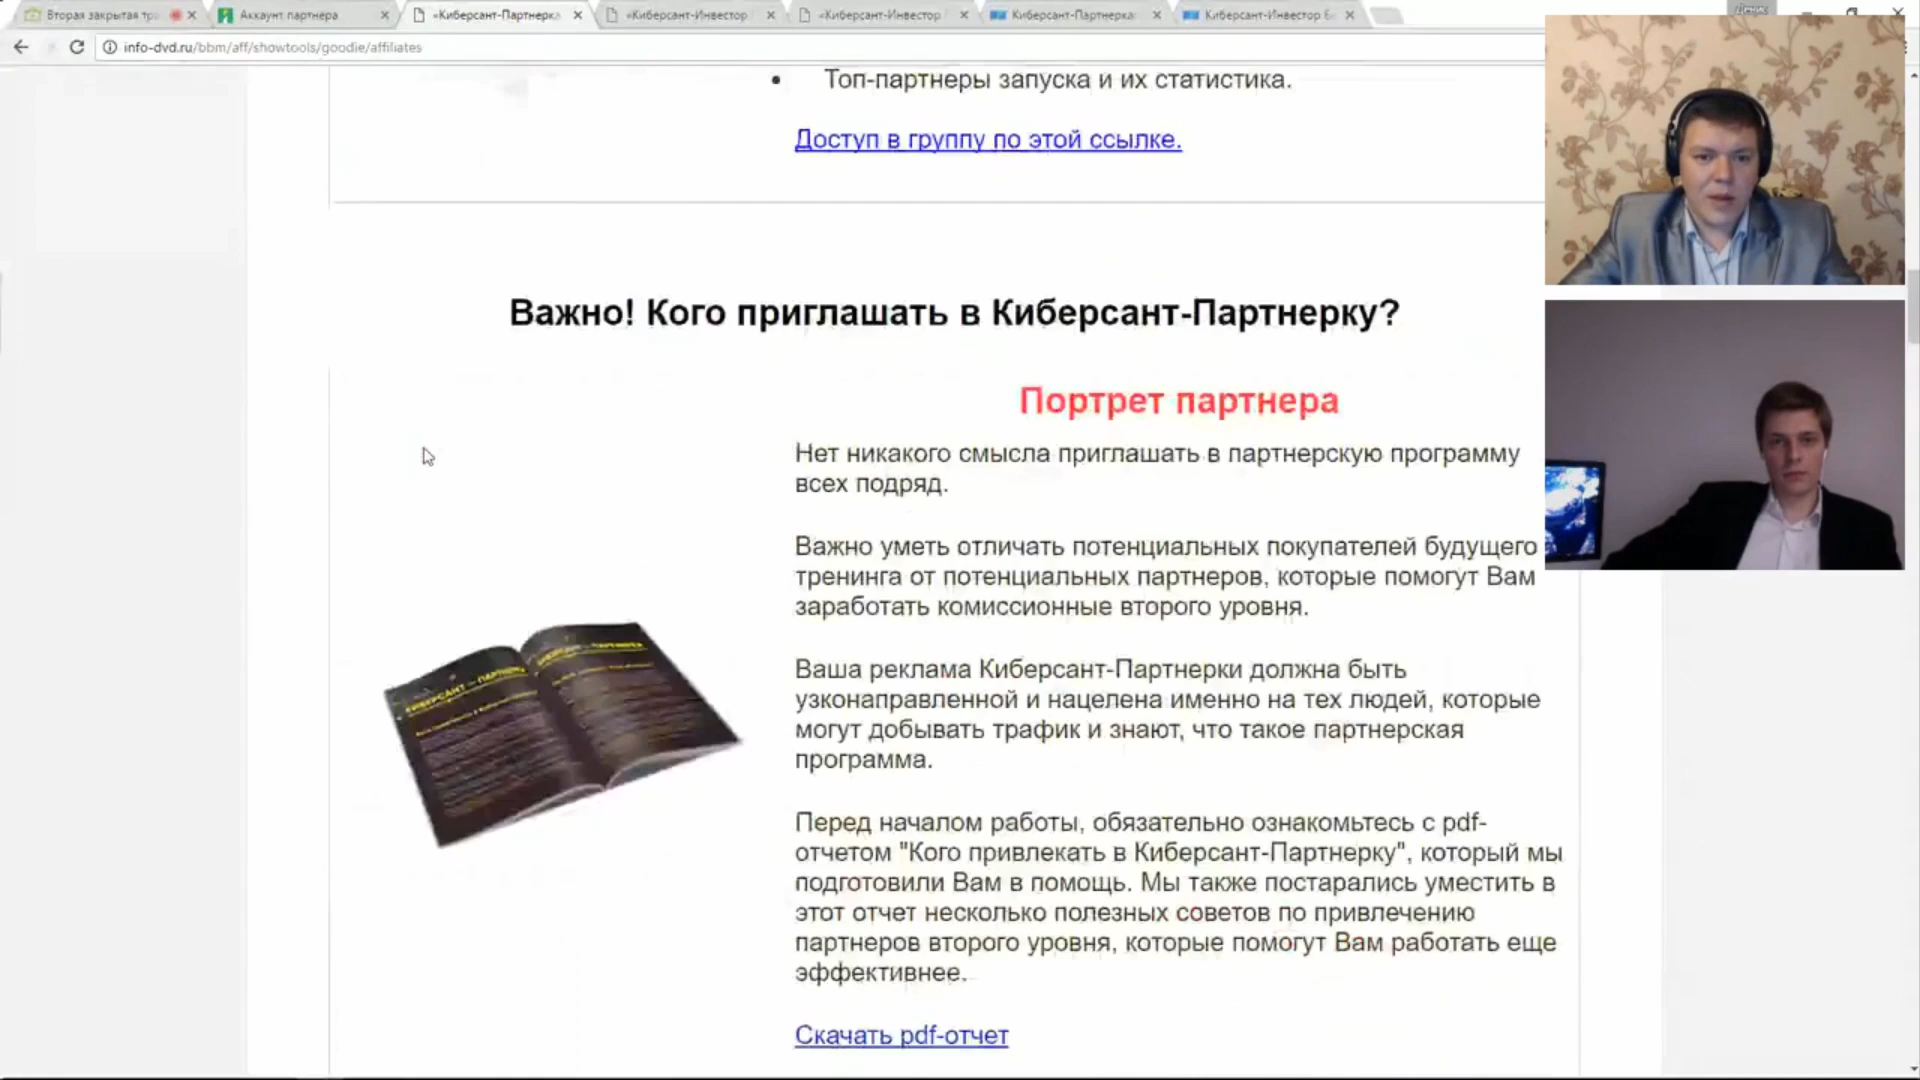 Вторая закрытая тр
Аккаунт партнера
«Киберсант-Партнерка
«Киберсант-Инвестор
«Киберсант-Инвестор
Киберсант-Партнерка:
Киберсант-Инвестор Б
Денис
info-dvd.ru/bbm/aff/showtools/goodie/affiliates
• Топ-партнеры запуска и их статистика.
Доступ в группу по этой ссылке.
Важно! Кого приглашать в Киберсант-Партнерку?
Портрет партнера
Нет никакого смысла приглашать в партнерскую программу
всех подряд.
Важно уметь отличать потенциальных покупателей будущего
тренинга от потенциальных партнеров, которые помогут Вам
заработать комиссионные второго уровня.
Ваша реклама Киберсант-Партнерки должна быть
узконаправленной и нацелена именно на тех людей, которые
могут добывать трафик и знают, что такое партнерская
программа.
Перед началом работы, обязательно ознакомьтесь с pdf-
отчетом "Кого привлекать в Киберсант-Партнерку", который мы
подготовили Вам в помощь. Мы также постарались уместить в
этот отчет несколько полезных советов по привлечению
партнеров второго уровня, которые помогут Вам работать еще
эффективнее.
Скачать pdf-отчет